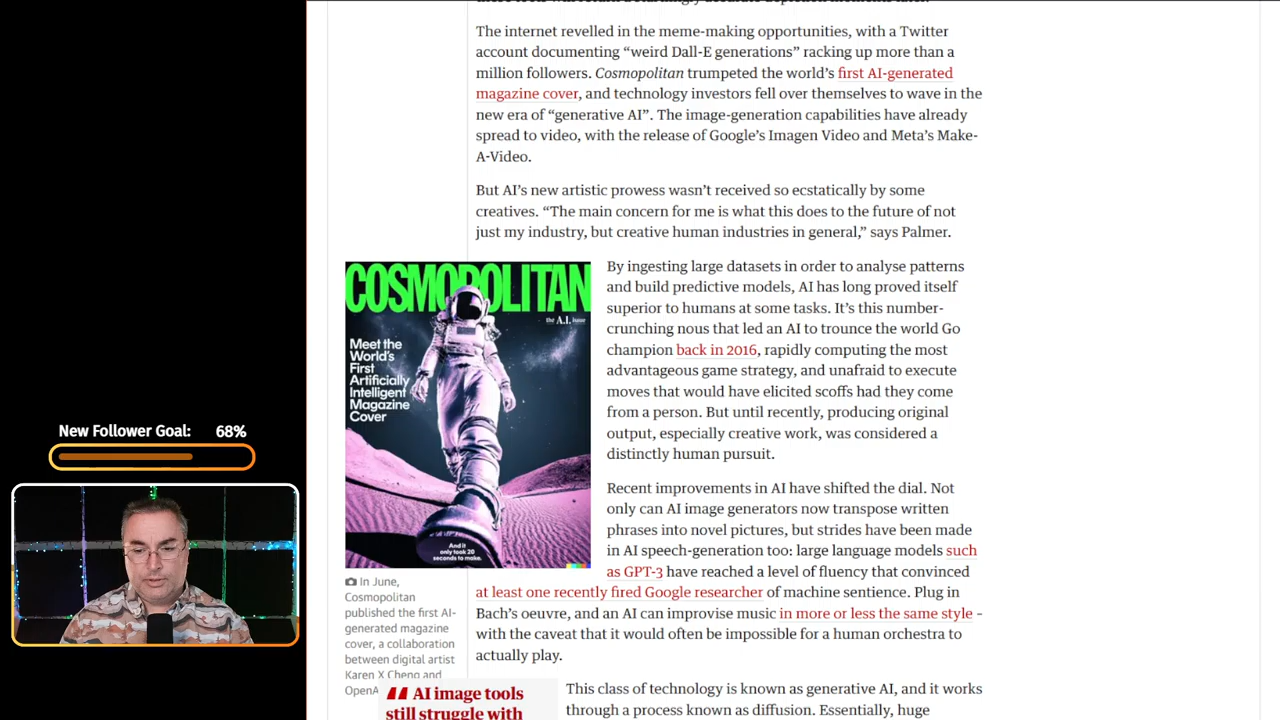 The internet revelled in the meme-making opportunities, with a Twitter
account documenting “weird Dall-E generations” racking up more than a
million followers. Cosmopolitan trumpeted the world’s first AI-generated
magazine cover, and technology investors fell over themselves to wave in the
new era of “generative AI”. The image-generation capabilities have already
spread to video, with the release of Google’s Imagen Video and Meta’s Make-
A-Video.
But AI’s new artistic prowess wasn’t received so ecstatically by some
creatives. “The main concern for me is what this does to the future of not
just my industry, but creative human industries in general,” says Palmer.
COSMOPOLITAN
the A.I. issue
Meet the
World’s
First
Artificially
Intelligent
Magazine
Cover
And it
only took 20
seconds to make.
In June,
Cosmopolitan
published the first AI-
generated magazine
cover, a collaboration
between digital artist
Karen X Cheng and
OpenA
By ingesting large datasets in order to analyse patterns
and build predictive models, AI has long proved itself
superior to humans at some tasks. It’s this number-
crunching nous that led an AI to trounce the world Go
champion back in 2016, rapidly computing the most
advantageous game strategy, and unafraid to execute
moves that would have elicited scoffs had they come
from a person. But until recently, producing original
output, especially creative work, was considered a
distinctly human pursuit.
Recent improvements in AI have shifted the dial. Not
only can AI image generators now transpose written
phrases into novel pictures, but strides have been made
in AI speech-generation too: large language models such
as GPT-3 have reached a level of fluency that convinced
at least one recently fired Google researcher of machine sentience. Plug in
Bach’s oeuvre, and an AI can improvise music in more or less the same style –
with the caveat that it would often be impossible for a human orchestra to
actually play.
“ AI image tools
still struggle with
This class of technology is known as generative AI, and it works
through a process known as diffusion. Essentially, huge
New Follower Goal: 68%